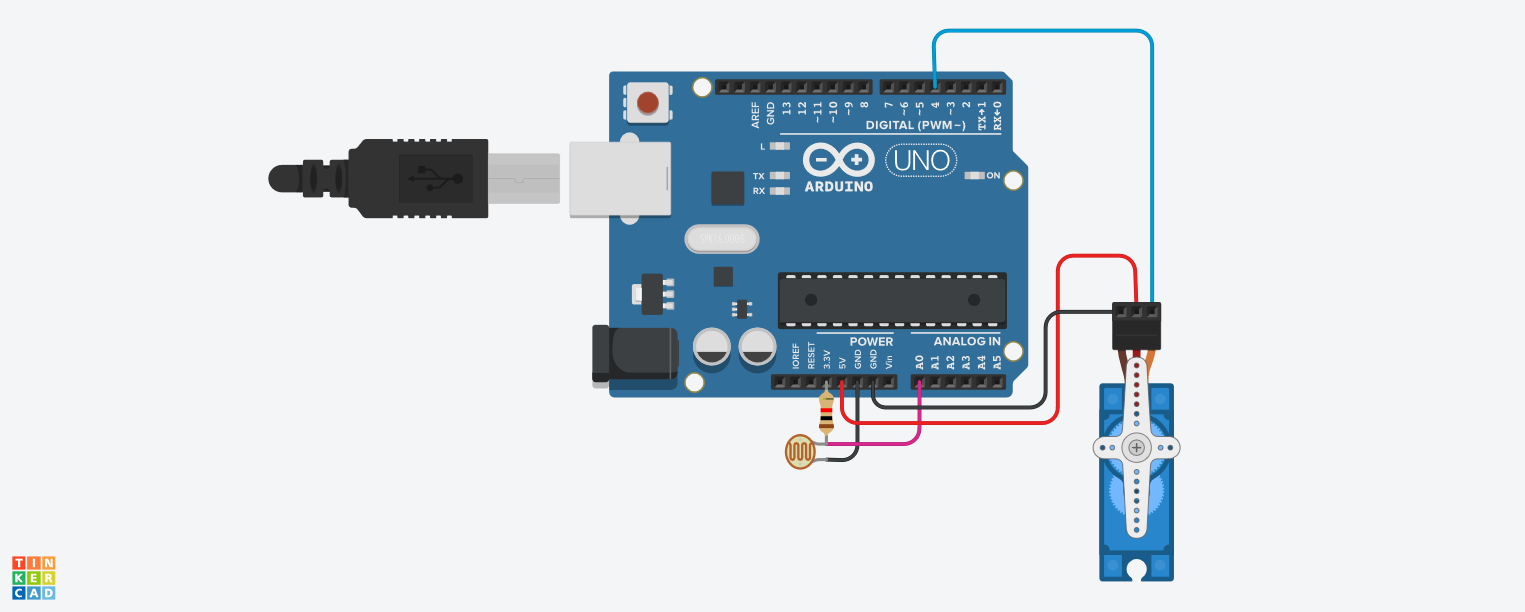 AREF
GND
13
12
~11
~10
~9
8
7
~6
~5
4
~3
2
TX→1
RX←0
DIGITAL (PWM~)
L
TX
RX
ARDUINO
UNO
ON
POWER
ANALOG IN
IOREF
RESET
3.3V
5V
GND
GND
Vin
A0
A1
A2
A3
A4
A5
TIN
KER
CAD